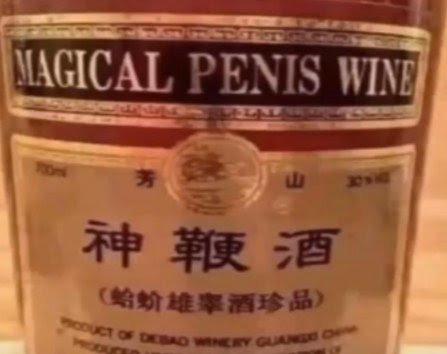 MAGICAL PENIS WINE
700ml 芳 山 30%Vol
神鞭酒
(蛤蚧雄睾酒珍品)
PRODUCT OF DEBAO WINERY GUANGXI CHINA
PRODUCED